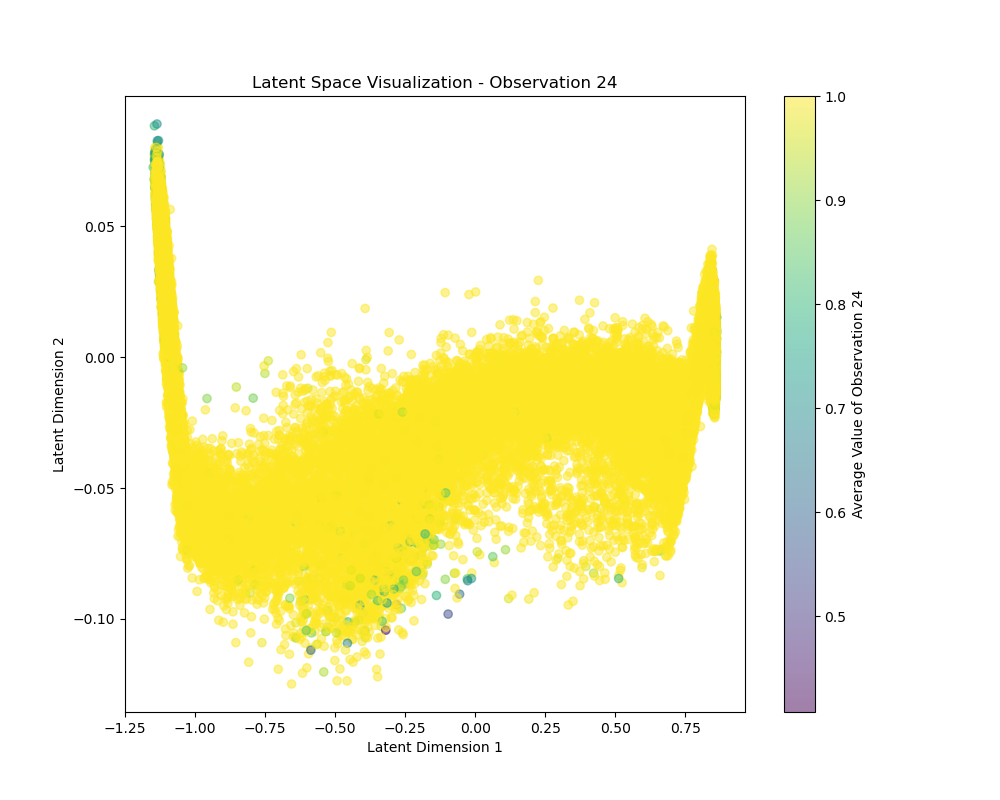 Latent Space Visualization - Observation 24
1.0
0.9
0.8
0.7
0.6
0.5
Average Value of Observation 24
0.05
0.00
−0.05
−0.10
Latent Dimension 2
−1.25 −1.00 −0.75 −0.50 −0.25 0.00 0.25 0.50 0.75
Latent Dimension 1